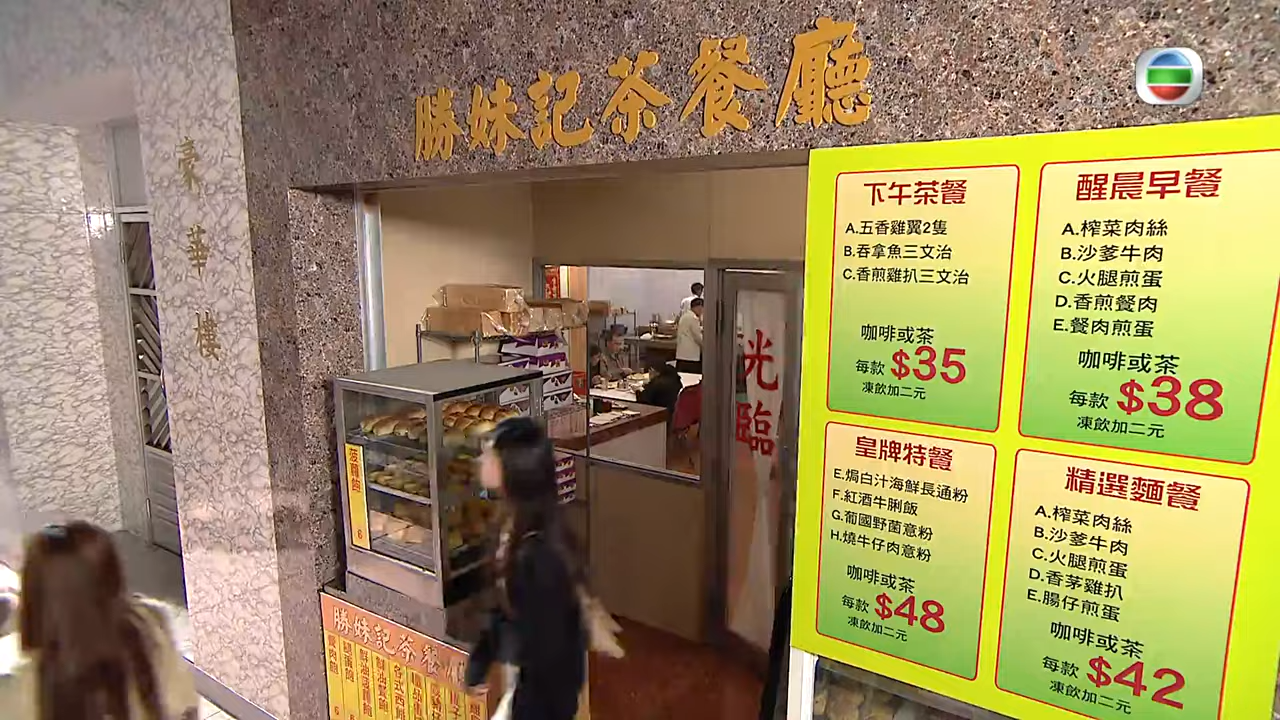 勝妹記茶餐廳
豪華樓
光臨
菠蘿飽
6
勝妹記茶餐
下午茶餐
A.五香雞翼2隻
B.吞拿魚三文治
C.香煎雞扒三文治
咖啡或茶
每款 $35
凍飲加二元
醒晨早餐
A.榨菜肉絲
B.沙爹牛肉
C.火腿煎蛋
D.香煎餐肉
E.餐肉煎蛋
咖啡或茶
每款 $38
凍飲加二元
皇牌特餐
E.焗白汁海鮮長通粉
F.紅酒牛脷飯
G.葡國野菌意粉
H.燒牛仔肉意粉
咖啡或茶
每款 $48
凍飲加二元
精選麵餐
A.榨菜肉絲
B.沙爹牛肉
C.火腿煎蛋
D.香茅雞扒
E.腸仔煎蛋
咖啡或茶
每款 $42
凍飲加二元